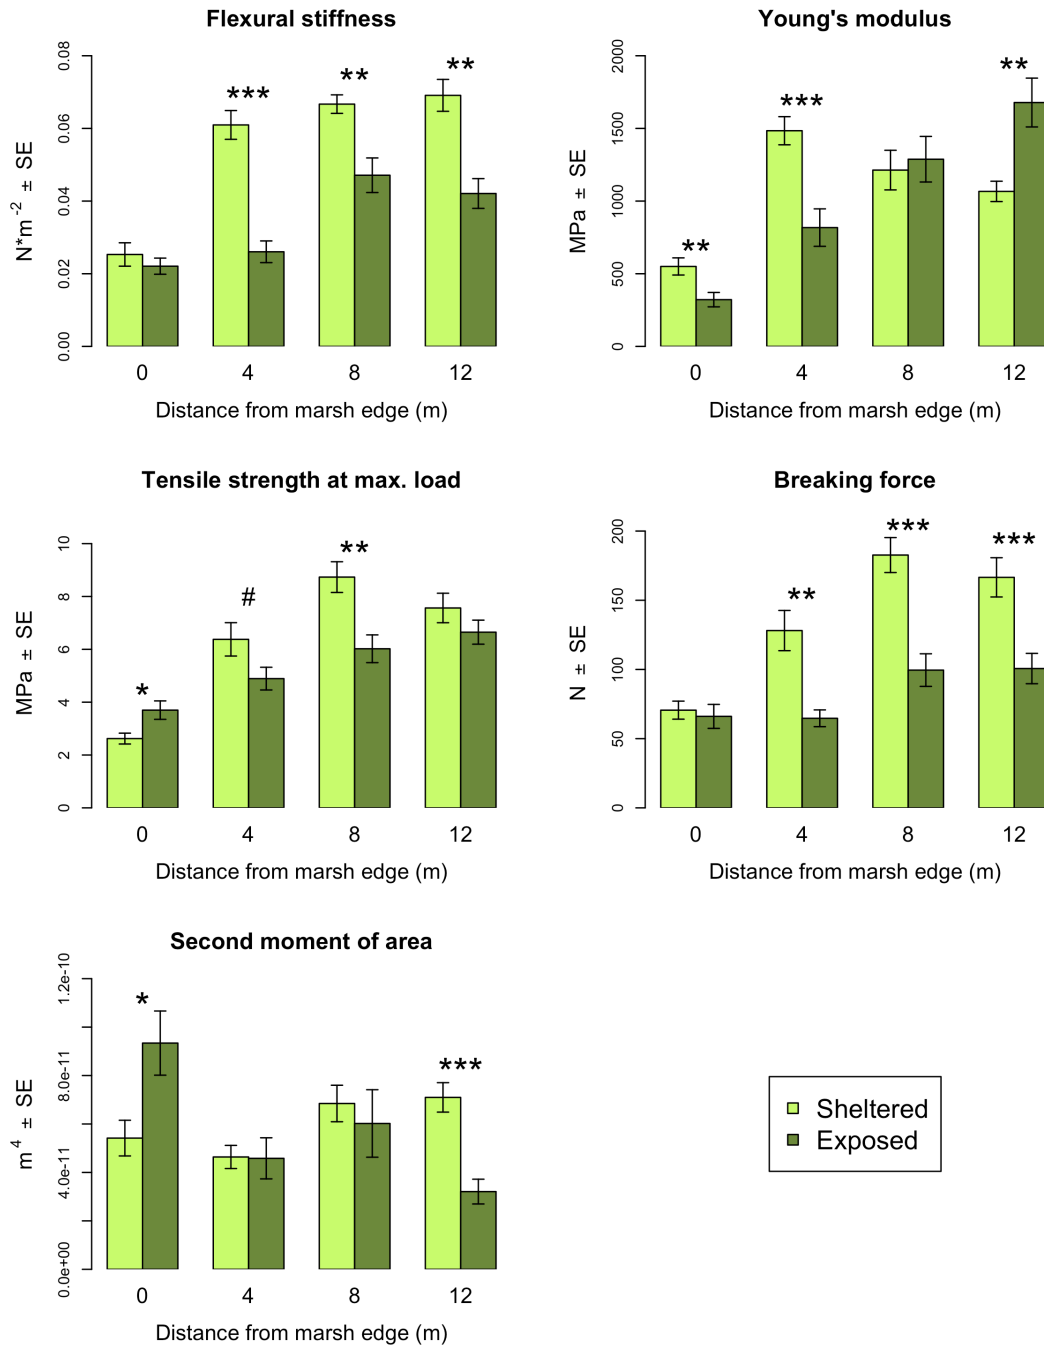 Flexural stiffness
N*m⁻² ± SE
0.00 0.02 0.04 0.06 0.08
***
**
**
0 4 8 12
Distance from marsh edge (m)
Young's modulus
MPa ± SE
0 500 1000 1500 2000
**
***
**
0 4 8 12
Distance from marsh edge (m)
Tensile strength at max. load
MPa ± SE
0 2 4 6 8 10
*
#
**
0 4 8 12
Distance from marsh edge (m)
Breaking force
N ± SE
0 50 100 150 200
**
***
***
0 4 8 12
Distance from marsh edge (m)
Second moment of area
m⁴ ± SE
0.0e+00 4.0e-11 8.0e-11 1.2e-10
*
***
0 4 8 12
Distance from marsh edge (m)
Sheltered
Exposed